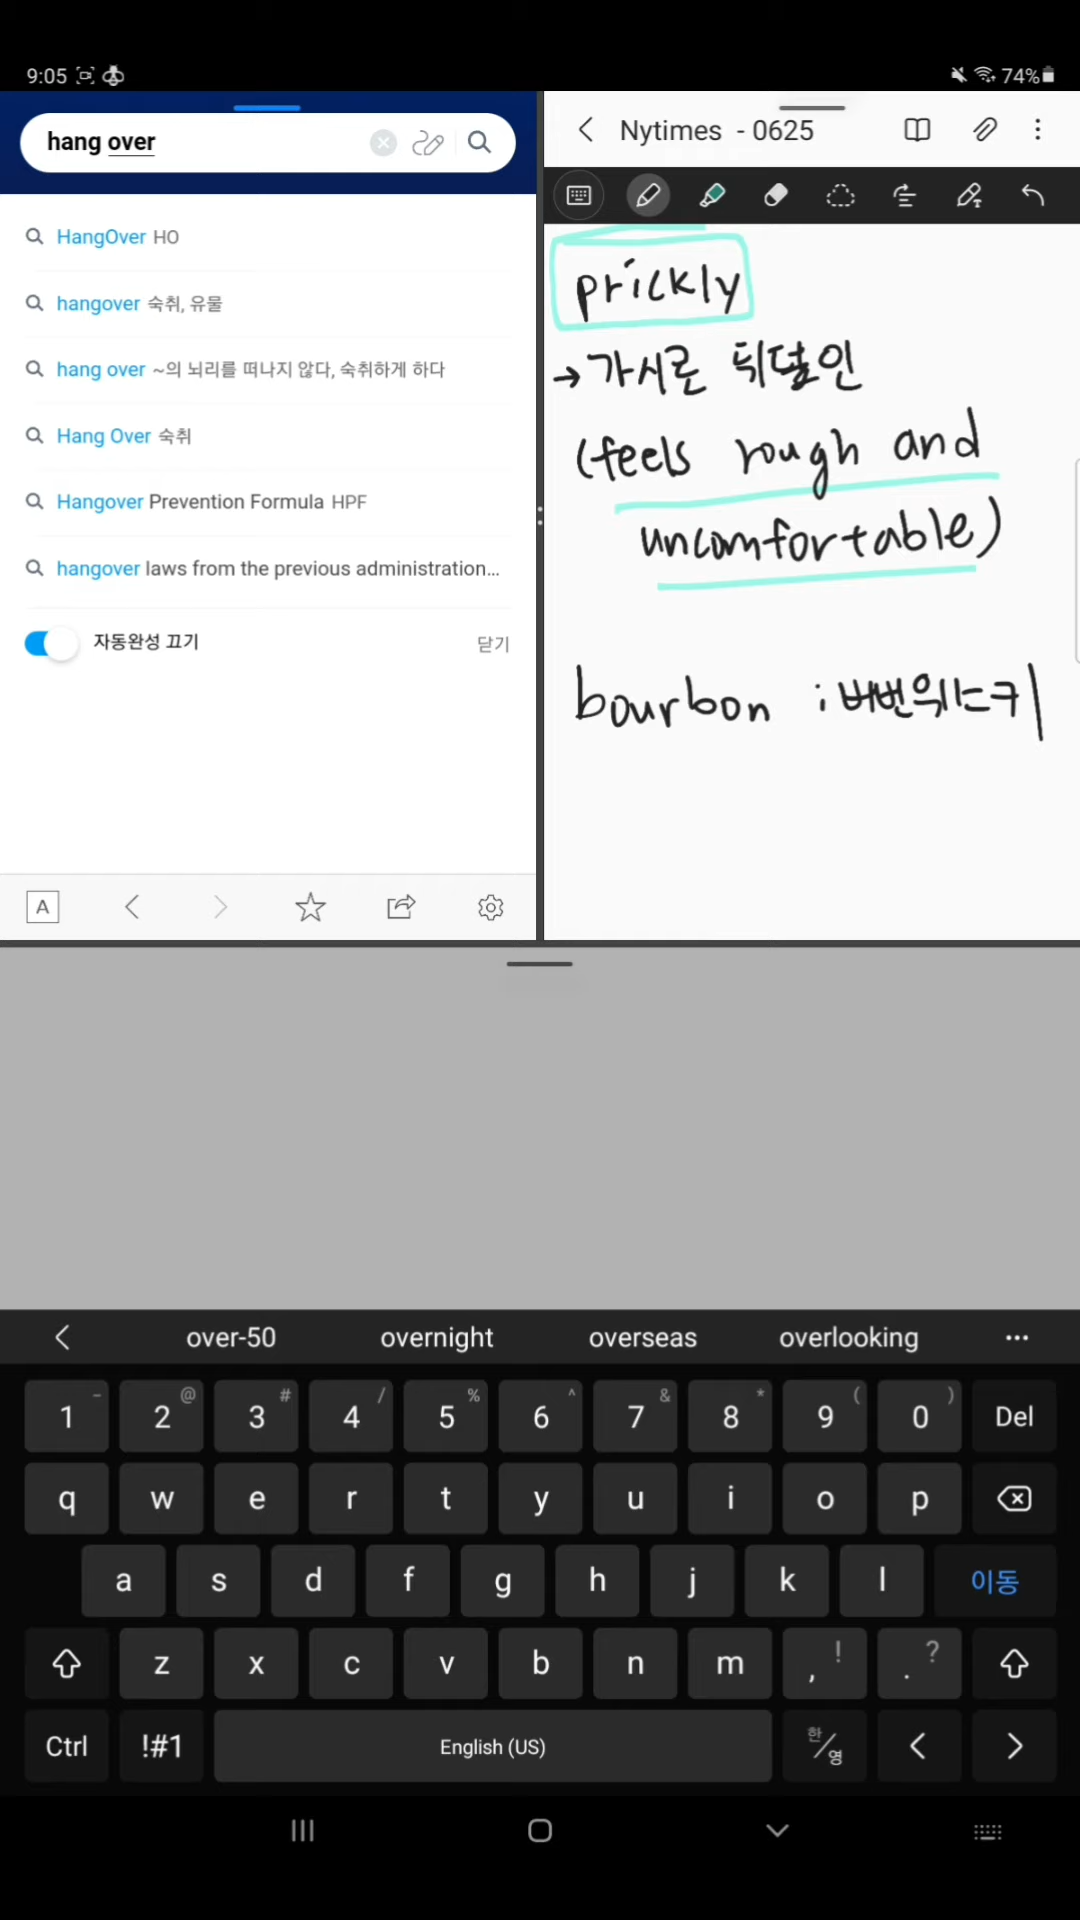 9:05
74%
hang over
HangOver HO
hangover 숙취, 유물
hang over ~의 뇌리를 떠나지 않다, 숙취하게 하다
Hang Over 숙취
Hangover Prevention Formula HPF
hangover laws from the previous administration...
자동완성 끄기
닫기
A
Nytimes - 0625
prickly
→ 가시로 뒤덮인
(feels rough and
uncomfortable)
bourbon : 버번위스키
over-50 overnight overseas overlooking ...
1 - 2 @ 3 # 4 / 5 % 6 ^ 7 & 8 * 9 ( 0 ) Del
q w e r t y u i o p
a s d f g h j k l 이동
z x c v b n m , ! . ?
Ctrl !#1 English (US) 한/영 < >